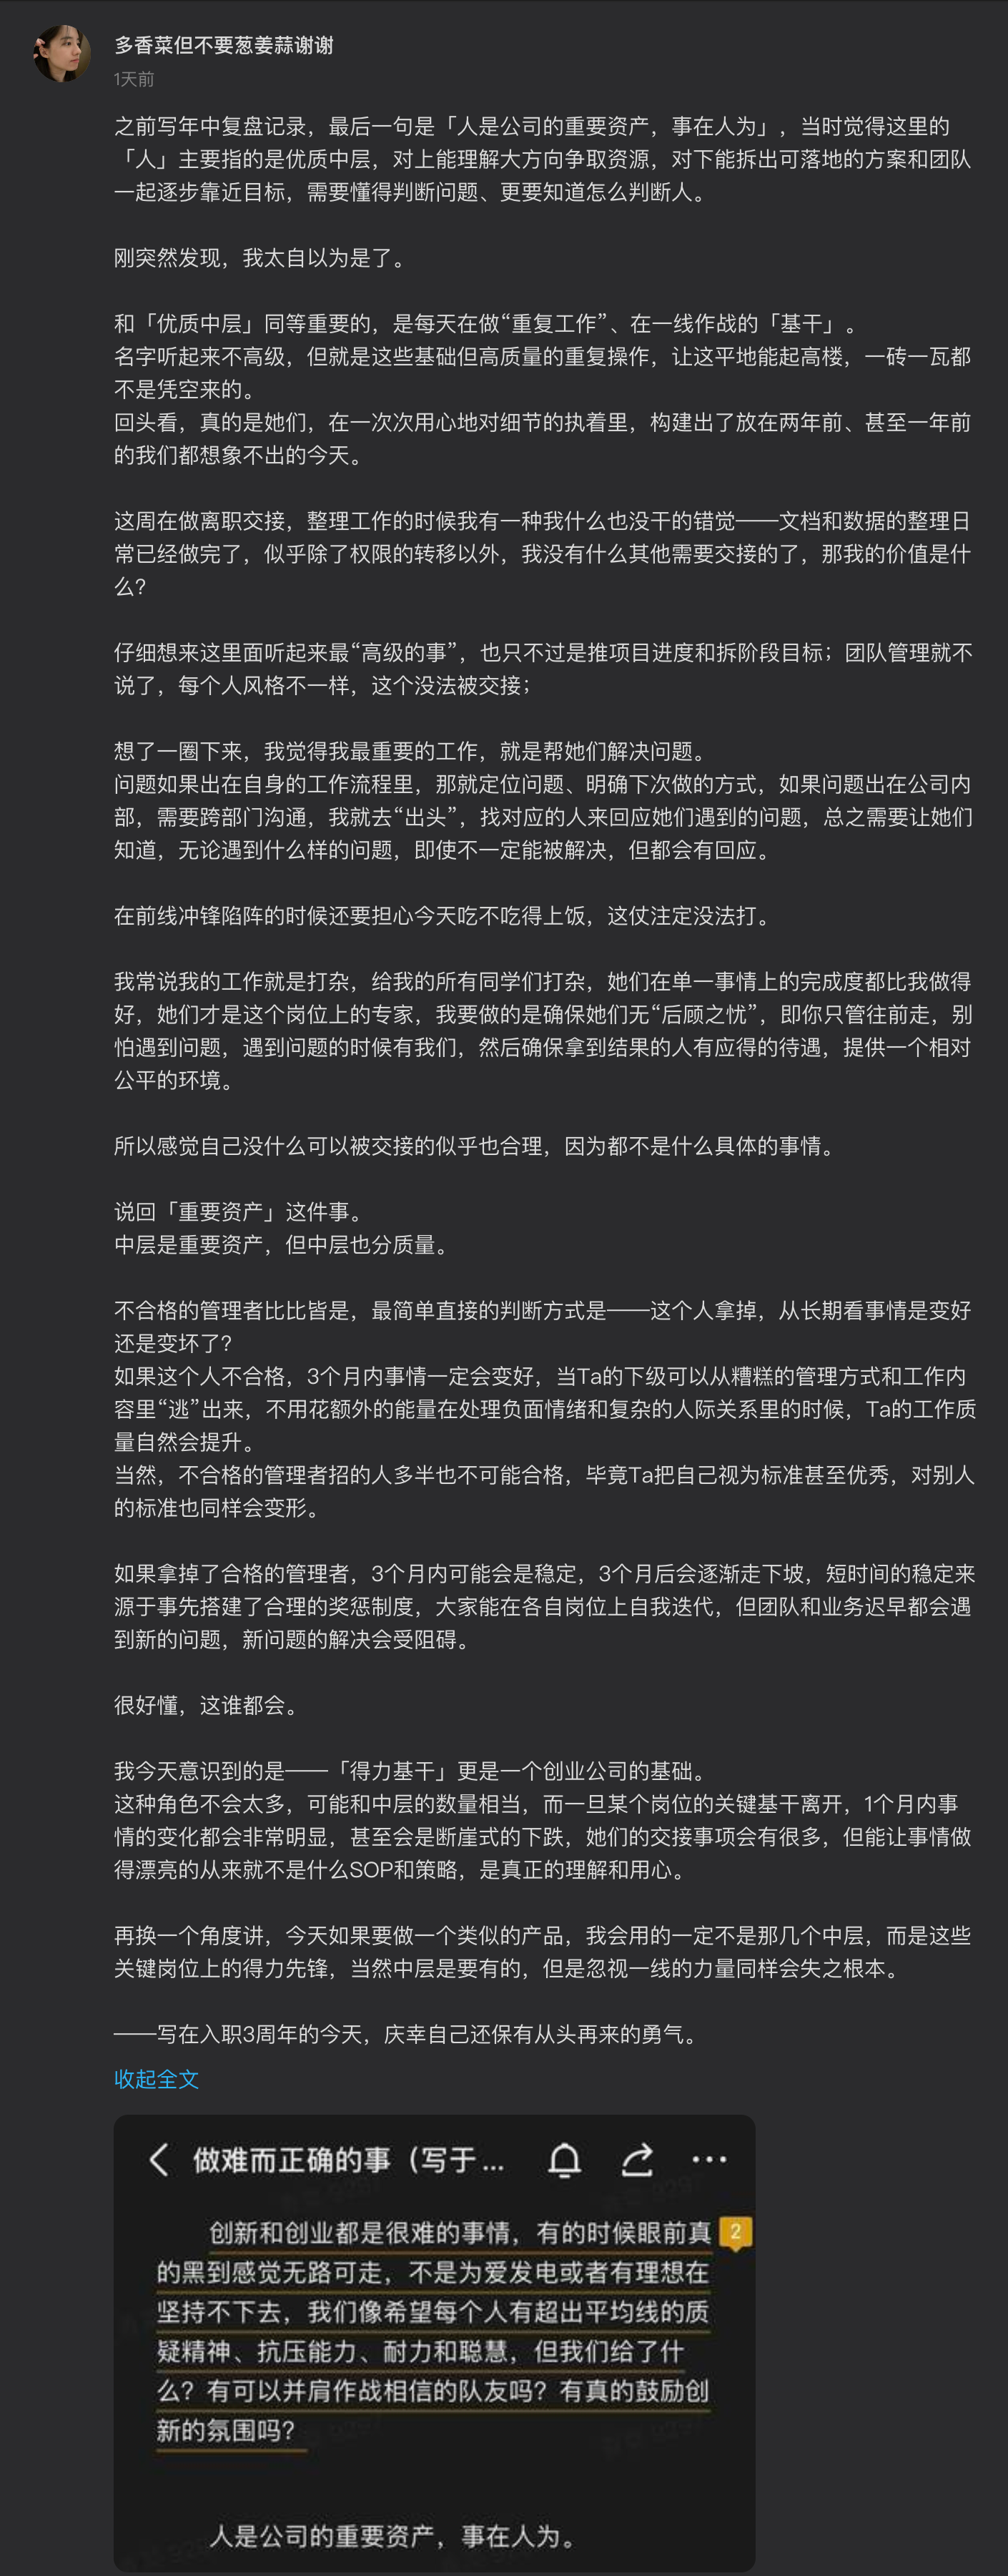 多香菜但不要葱姜蒜谢谢
1天前
之前写年中复盘记录，最后一句是「人是公司的重要资产，事在人为」，当时觉得这里的
「人」主要指的是优质中层，对上能理解大方向争取资源，对下能拆出可落地的方案和团队
一起逐步靠近目标，需要懂得判断问题、更要知道怎么判断人。
刚突然发现，我太自以为是了。
和「优质中层」同等重要的，是每天在做“重复工作”、在一线作战的「基干」。
名字听起来不高级，但就是这些基础但高质量的重复操作，让这平地能起高楼，一砖一瓦都
不是凭空来的。
回头看，真的是她们，在一次次用心地对细节的执着里，构建出了放在两年前、甚至一年前
的我们都想象不出的今天。
这周在做离职交接，整理工作的时候我有一种我什么也没干的错觉——文档和数据的整理日
常已经做完了，似乎除了权限的转移以外，我没有什么其他需要交接的了，那我的价值是什
么？
仔细想来这里面听起来最“高级的事”，也只不过是推项目进度和拆阶段目标；团队管理就不
说了，每个人风格不一样，这个没法被交接；
想了一圈下来，我觉得我最重要的工作，就是帮她们解决问题。
问题如果出在自身的工作流程里，那就定位问题、明确下次做的方式，如果问题出在公司内
部，需要跨部门沟通，我就去“出头”，找对应的人来回应她们遇到的问题，总之需要让她们
知道，无论遇到什么样的问题，即使不一定能被解决，但都会有回应。
在前线冲锋陷阵的时候还要担心今天吃不吃得上饭，这仗注定没法打。
我常说我的工作就是打杂，给我的所有同学们打杂，她们在单一事情上的完成度都比我做得
好，她们才是这个岗位上的专家，我要做的是确保她们无“后顾之忧”，即你只管往前走，别
怕遇到问题，遇到问题的时候有我们，然后确保拿到结果的人有应得的待遇，提供一个相对
公平的环境。
所以感觉自己没什么可以被交接的似乎也合理，因为都不是什么具体的事情。
说回「重要资产」这件事。
中层是重要资产，但中层也分质量。
不合格的管理者比比皆是，最简单直接的判断方式是——这个人拿掉，从长期看事情是变好
还是变坏了？
如果这个人不合格，3个月内事情一定会变好，当Ta的下级可以从糟糕的管理方式和工作内
容里“逃”出来，不用花额外的能量在处理负面情绪和复杂的人际关系里的时候，Ta的工作质
量自然会提升。
当然，不合格的管理者招的人多半也不可能合格，毕竟Ta把自己视为标准甚至优秀，对别人
的标准也同样会变形。
如果拿掉了合格的管理者，3个月内可能会是稳定，3个月后会逐渐走下坡，短时间的稳定来
源于事先搭建了合理的奖惩制度，大家能在各自岗位上自我迭代，但团队和业务迟早都会遇
到新的问题，新问题的解决会受阻碍。
很好懂，这谁都会。
我今天意识到的是——「得力基干」更是一个创业公司的基础。
这种角色不会太多，可能和中层的数量相当，而一旦某个岗位的关键基干离开，1个月内事
情的变化都会非常明显，甚至会是断崖式的下跌，她们的交接事项会有很多，但能让事情做
得漂亮的从来就不是什么SOP和策略，是真正的理解和用心。
再换一个角度讲，今天如果要做一个类似的产品，我会用的一定不是那几个中层，而是这些
关键岗位上的得力先锋，当然中层是要有的，但是忽视一线的力量同样会失之根本。
——写在入职3周年的今天，庆幸自己还保有从头再来的勇气。
收起全文
做难而正确的事（写于...
创新和创业都是很难的事情，有的时候眼前真 2
的黑到感觉无路可走，不是为爱发电或者有理想在
坚持不下去，我们像希望每个人有超出平均线的质
疑精神、抗压能力、耐力和聪慧，但我们给了什
么？有可以并肩作战相信的队友吗？有真的鼓励创
新的氛围吗？
人是公司的重要资产，事在人为。